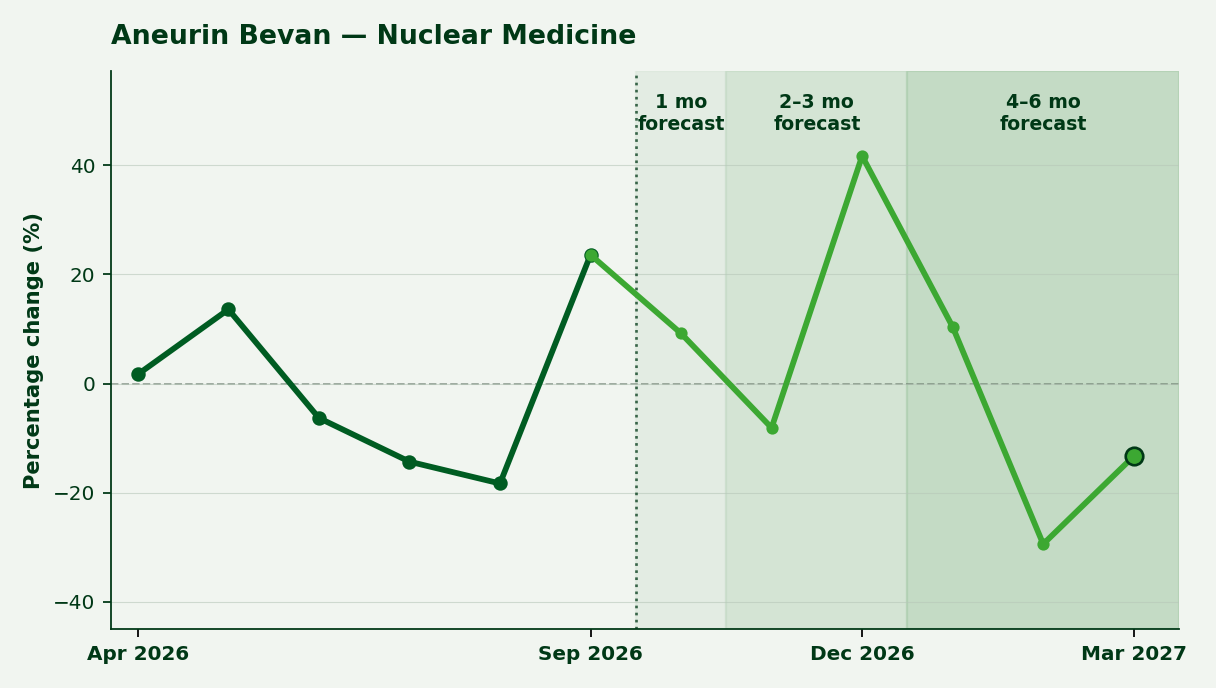 Aneurin Bevan — Nuclear Medicine
1 mo
forecast
2–3 mo
forecast
4–6 mo
forecast
Percentage change (%)
40
20
0
−20
−40
Apr 2026
Sep 2026
Dec 2026
Mar 2027